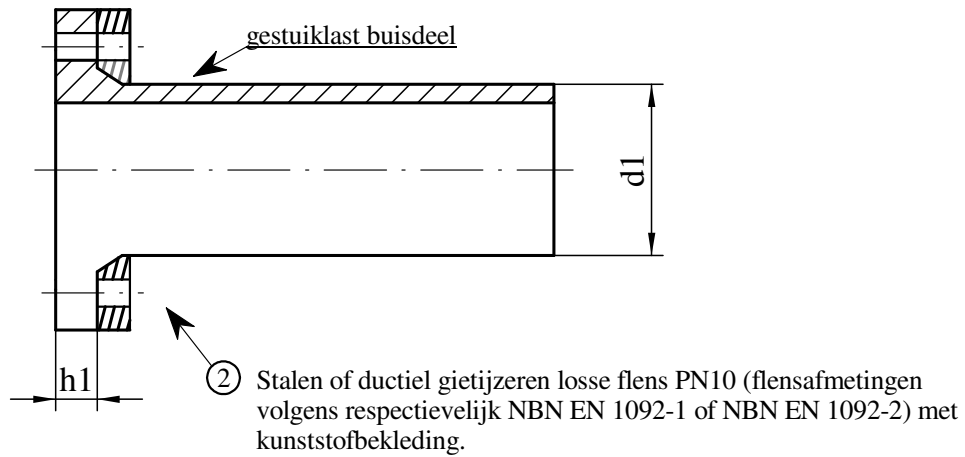 gestuiklast buisdeel
d1
h1
2 Stalen of ductiel gietijzeren losse flens PN10 (flensafmetingen
volgens respectievelijk NBN EN 1092-1 of NBN EN 1092-2) met
kunststofbekleding.